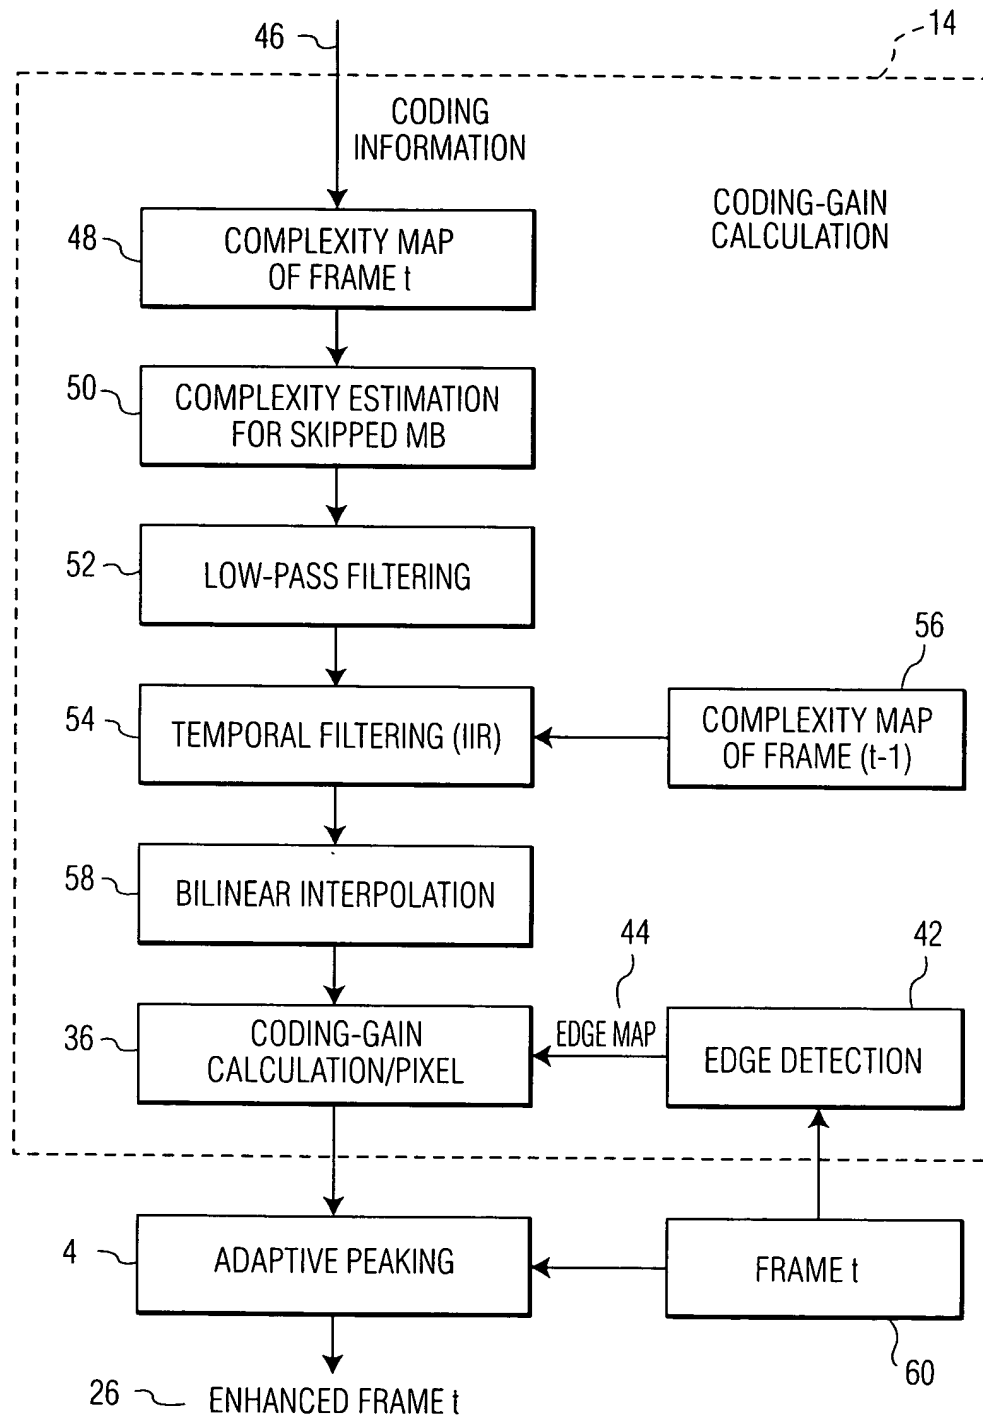 46
14
CODING
INFORMATION
CODING-GAIN
CALCULATION
48
COMPLEXITY MAP
OF FRAME t
50
COMPLEXITY ESTIMATION
FOR SKIPPED MB
52
LOW-PASS FILTERING
56
54
TEMPORAL FILTERING (IIR)
COMPLEXITY MAP
OF FRAME (t-1)
58
BILINEAR INTERPOLATION
44
42
36
CODING-GAIN
CALCULATION/PIXEL
EDGE MAP
EDGE DETECTION
4
ADAPTIVE PEAKING
FRAME t
60
26
ENHANCED FRAME t